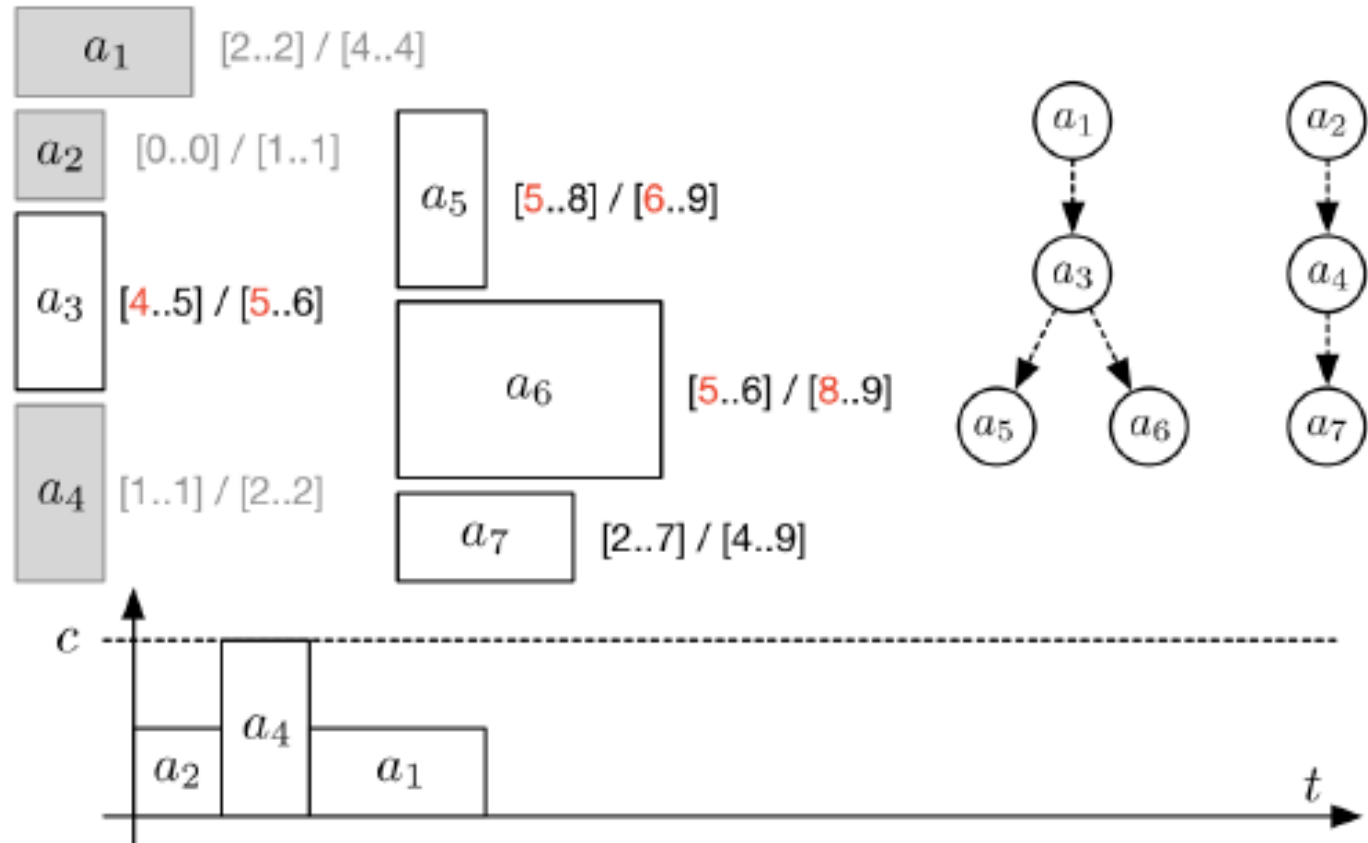 a1 [2..2] / [4..4]
a2 [0..0] / [1..1]
a3 [4..5] / [5..6]
a4 [1..1] / [2..2]
a5 [5..8] / [6..9]
a6 [5..6] / [8..9]
a7 [2..7] / [4..9]
a1 a2
a3 a4
a5 a6 a7
c
a2 a4 a1
t